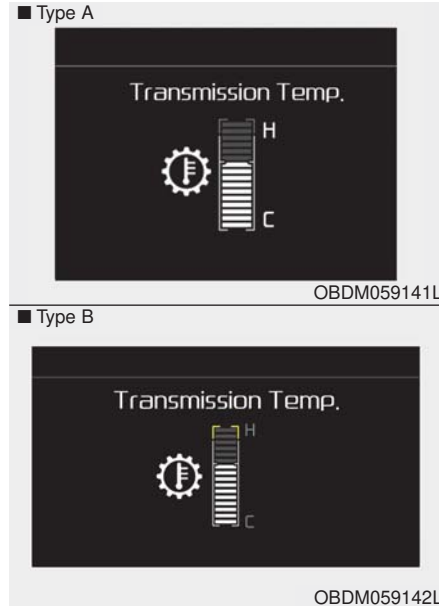 ■ Type A
Transmission Temp.
H
C
OBDM059141L
■ Type B
Transmission Temp.
H
C
OBDM059142L